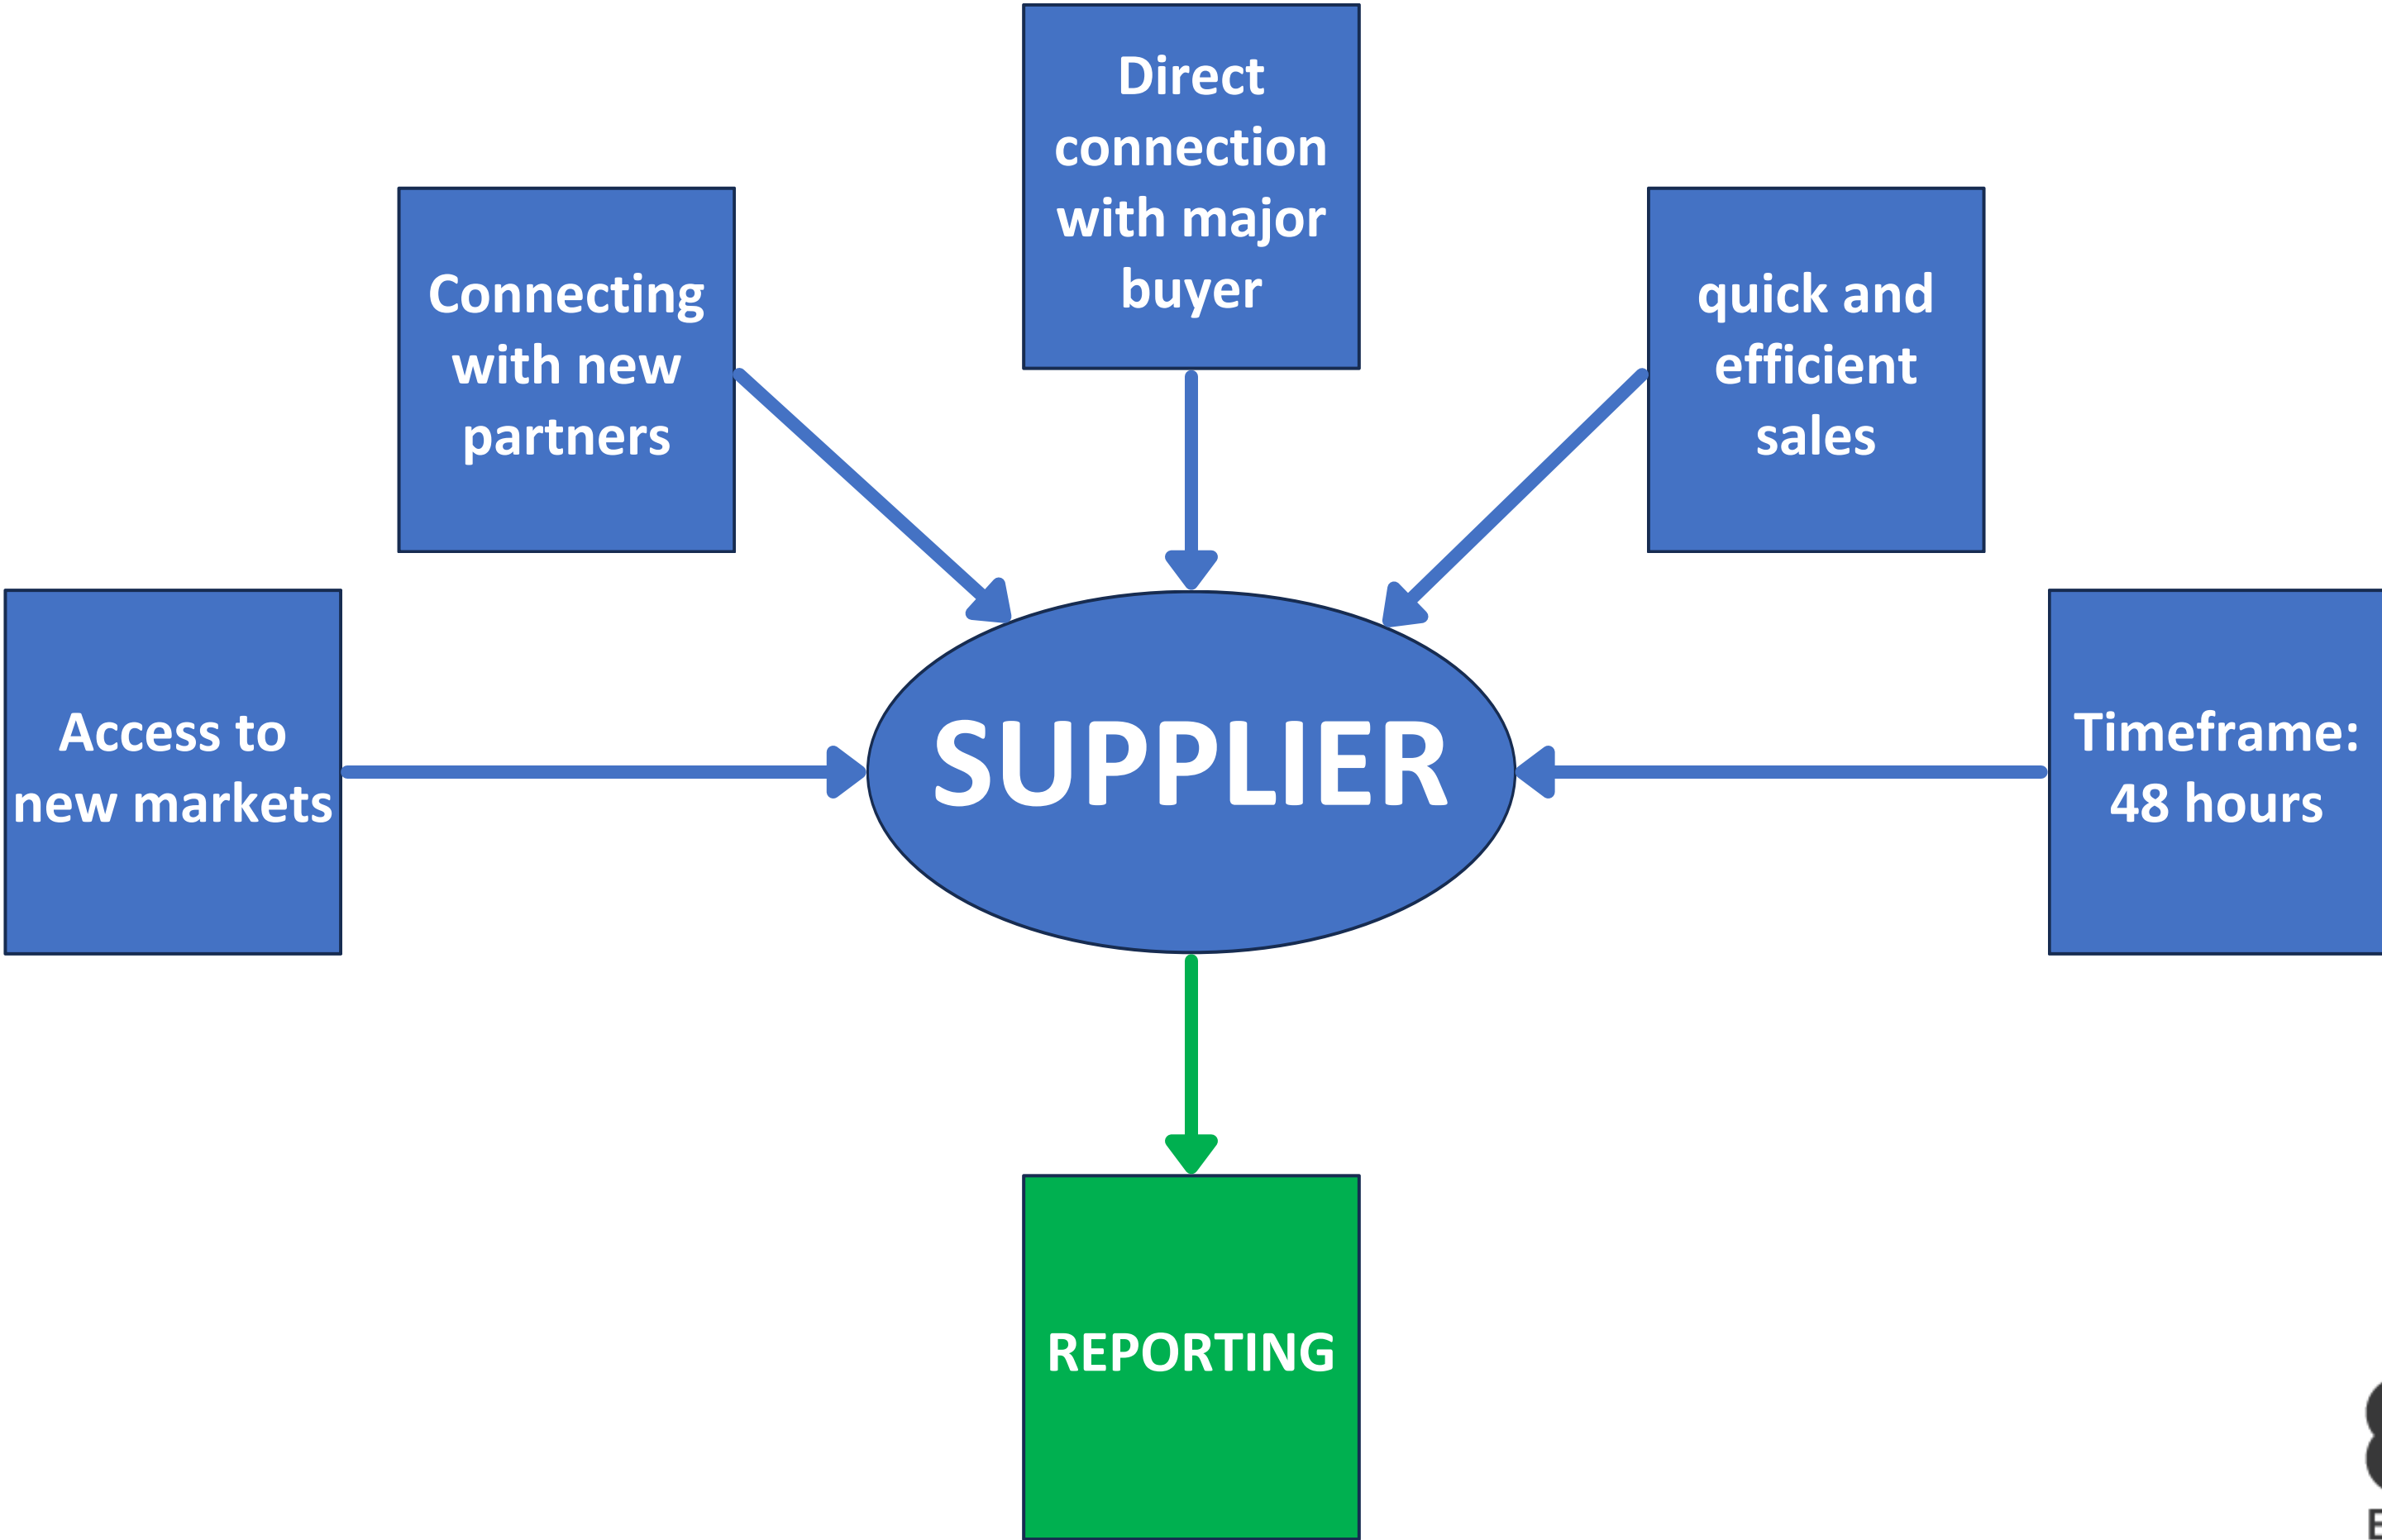 Direct
connection
with major
buyer
Connecting
with new
partners
quick and
efficient
sales
Access to
new markets
SUPPLIER
Timeframe:
48 hours
REPORTING